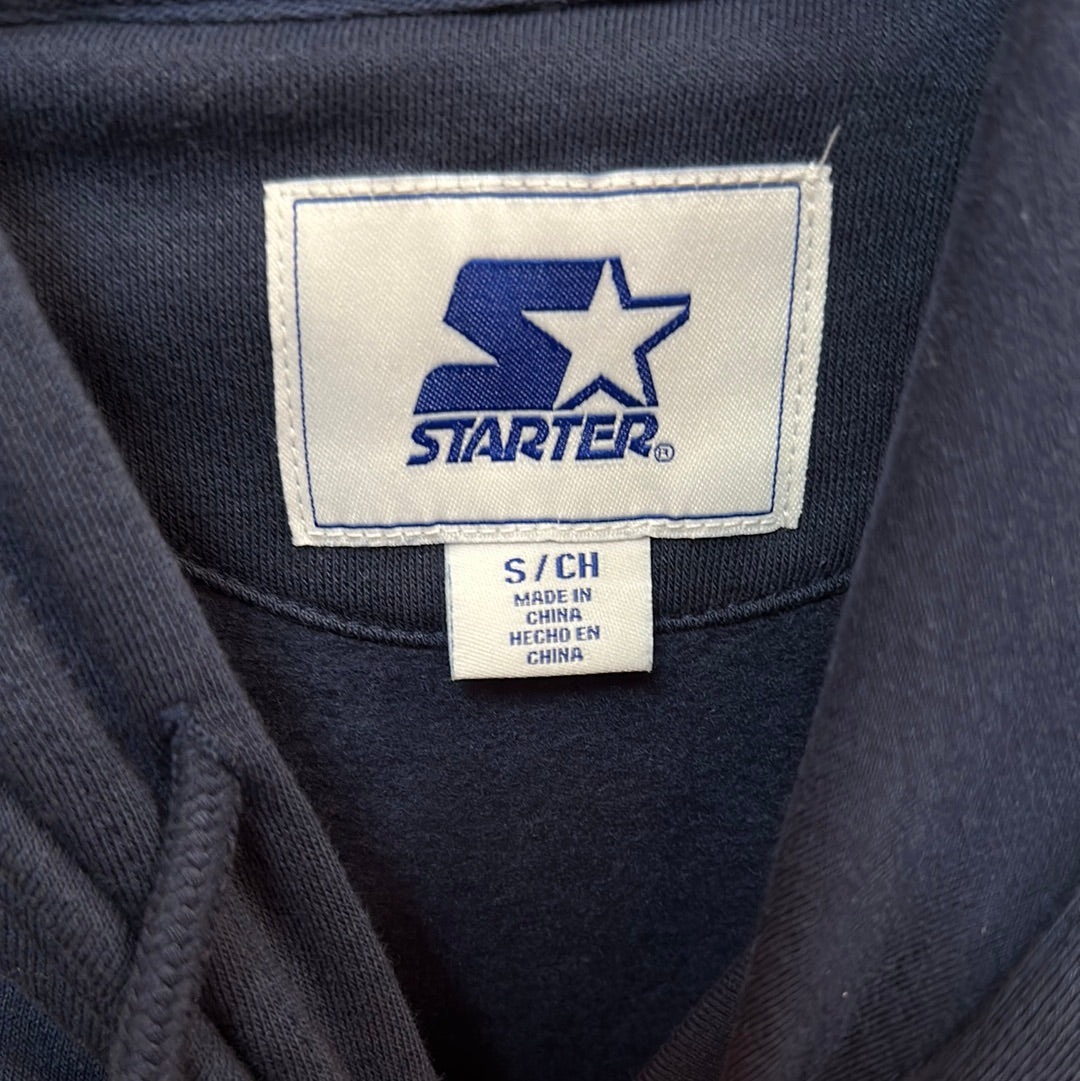 STARTER®
S/CH
MADE IN
CHINA
HECHO EN
CHINA